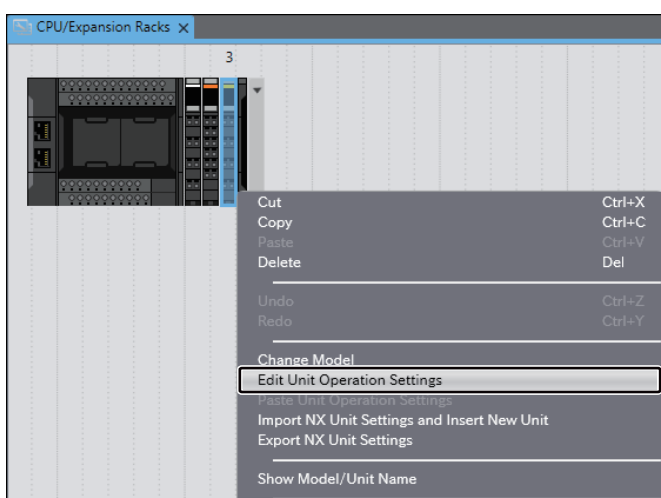 CPU/Expansion Racks
3
Cut Ctrl+X
Copy Ctrl+C
Paste Ctrl+V
Delete Del
Undo Ctrl+Z
Redo Ctrl+Y
Change Model
Edit Unit Operation Settings
Paste Unit Operation Settings
Import NX Unit Settings and Insert New Unit
Export NX Unit Settings
Show Model/Unit Name